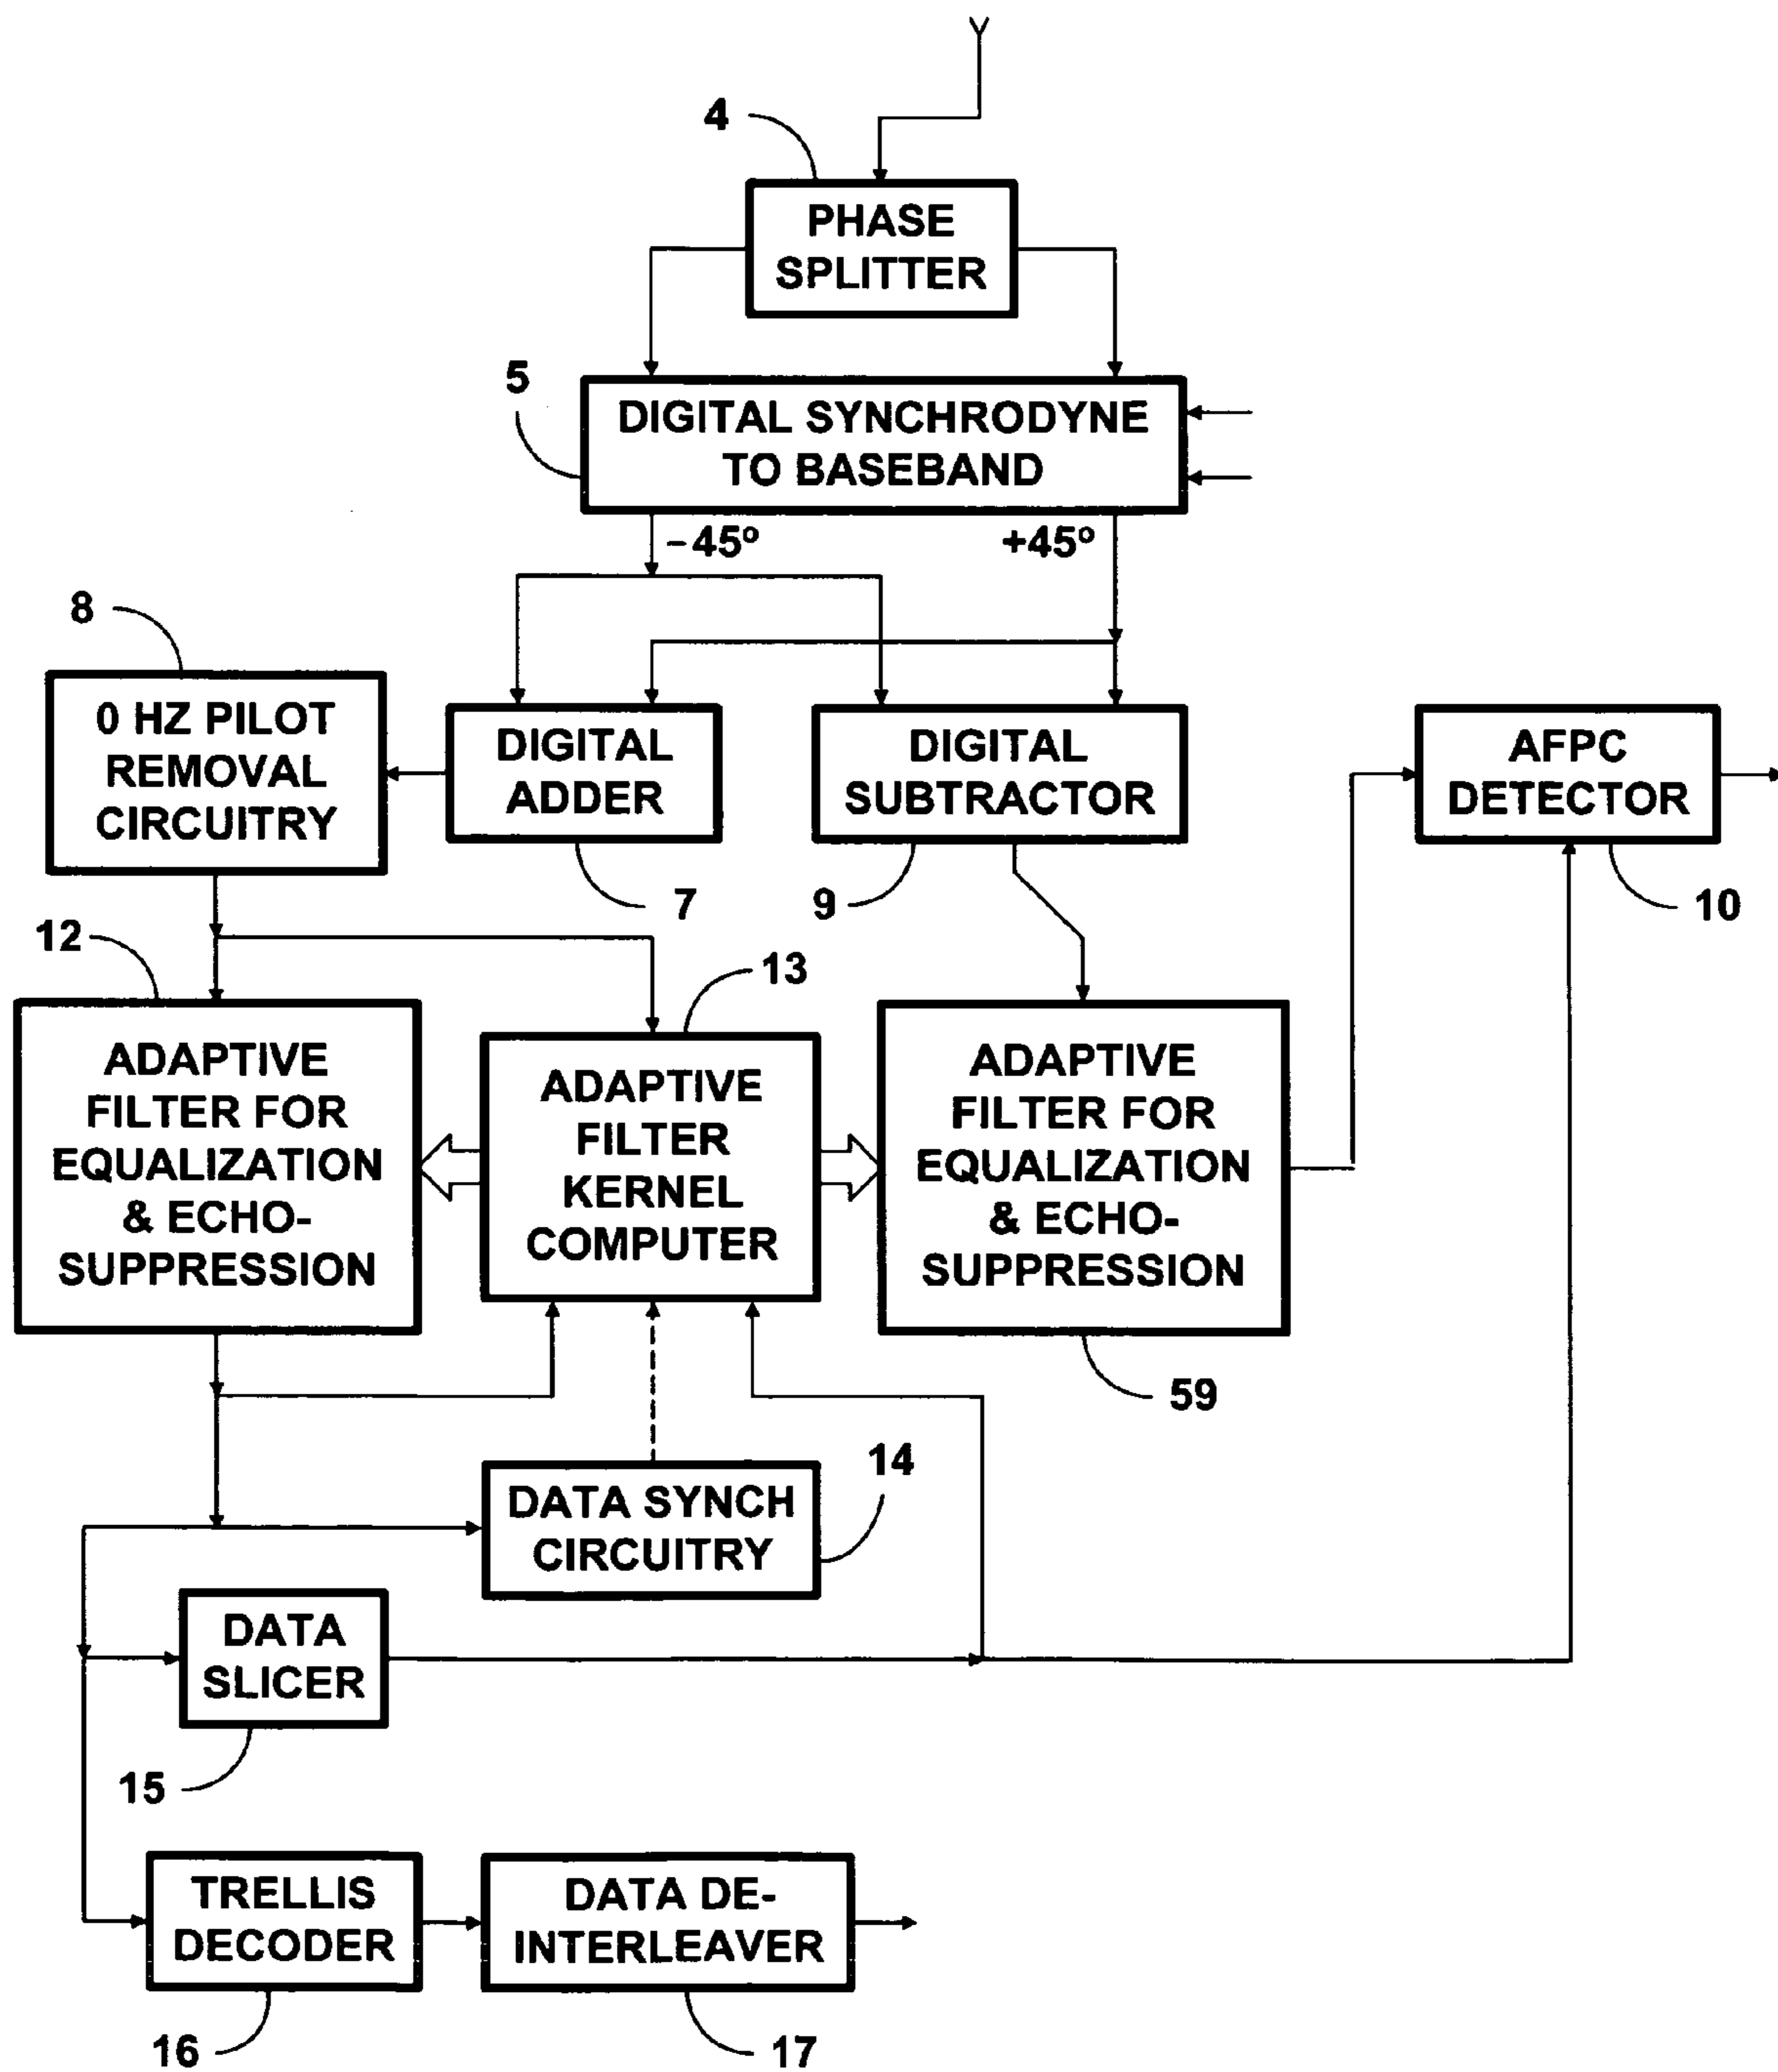 4
PHASE
SPLITTER
5
DIGITAL SYNCHRODYNE
TO BASEBAND
–45º
+45º
8
0 HZ PILOT
REMOVAL
CIRCUITRY
DIGITAL
ADDER
7
DIGITAL
SUBTRACTOR
9
AFPC
DETECTOR
10
12
ADAPTIVE
FILTER FOR
EQUALIZATION
& ECHO-
SUPPRESSION
13
ADAPTIVE
FILTER
KERNEL
COMPUTER
ADAPTIVE
FILTER FOR
EQUALIZATION
& ECHO-
SUPPRESSION
59
14
DATA SYNCH
CIRCUITRY
DATA
SLICER
15
TRELLIS
DECODER
16
DATA DE-
INTERLEAVER
17